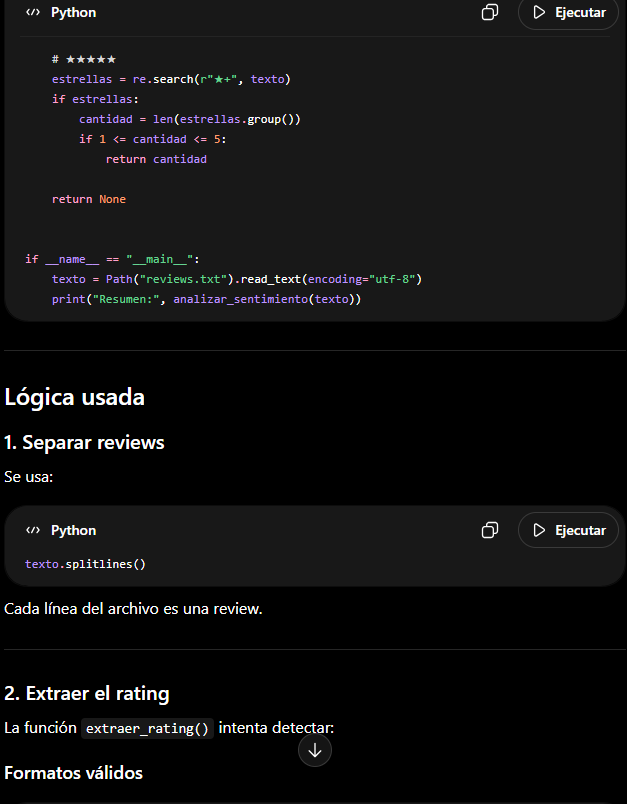 Python
Ejecutar
# ★★★★★
estrellas = re.search(r"★+", texto)
if estrellas:
cantidad = len(estrellas.group())
if 1 <= cantidad <= 5:
return cantidad
return None
if __name__ == "__main__":
texto = Path("reviews.txt").read_text(encoding="utf-8")
print("Resumen:", analizar_sentimiento(texto))
Lógica usada
1. Separar reviews
Se usa:
Python
Ejecutar
texto.splitlines()
Cada línea del archivo es una review.
2. Extraer el rating
La función extraer_rating() intenta detectar:
Formatos válidos